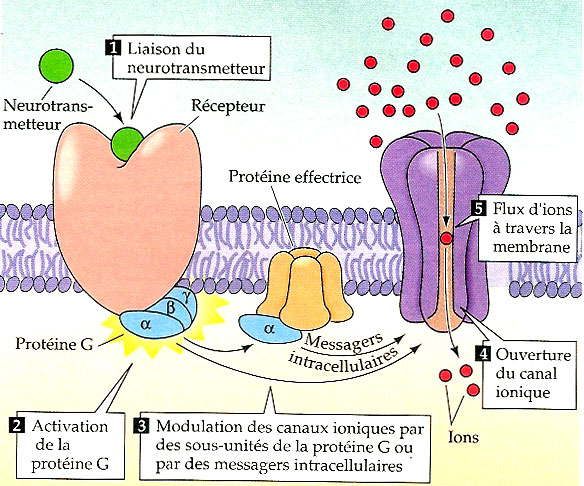 1 Liaison du
neurotransmetteur
Neurotrans-
metteur
Récepteur
Protéine effectrice
5 Flux d'ions
à travers la
membrane
γ
β
α
α
Protéine G
Messagers
intracellulaires
4 Ouverture
du canal
ionique
2 Activation
de la
protéine G
3 Modulation des canaux ioniques par
des sous-unités de la protéine G ou
par des messagers intracellulaires
Ions